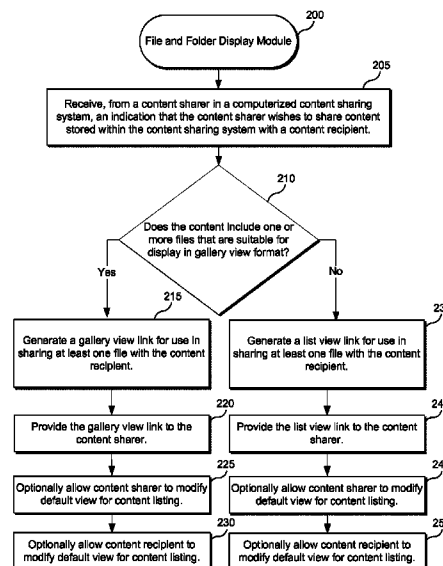 200
File and Folder Display Module
205
Receive, from a content sharer in a computerized content sharing
system, an indication that the content sharer wishes to share content
stored within the content sharing system with a content recipient.
210
Does the content include one or
more files that are suitable for
display in gallery view format?
Yes
No
215
Generate a gallery view link for use in
sharing at least one file with the content
recipient.
Generate a list view link for use in
sharing at least one file with the content
recipient.
220
Provide the gallery view link to the
content sharer.
Provide the list view link to the content
sharer.
225
Optionally allow content sharer to modify
default view for content listing.
Optionally allow content sharer to modify
default view for content listing.
230
Optionally allow content recipient to
modify default view for content listing.
Optionally allow content recipient to
modify default view for content listing.